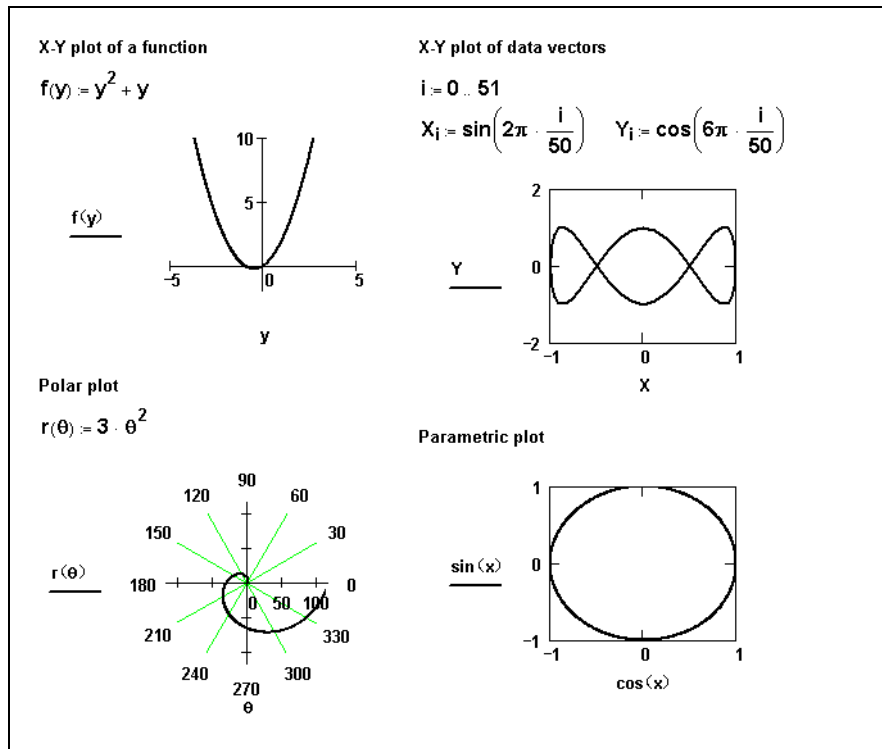 X-Y plot of a function
f(y) := y² + y
10
5
f(y)
−5
0
5
y
X-Y plot of data vectors
i := 0 .. 51
Xᵢ := sin(2π · i/50) Yᵢ := cos(6π · i/50)
2
Y
0
−2
−1
0
1
X
Polar plot
r(θ) := 3 · θ²
90
120
60
150
30
r(θ)
180
0
0
50
100
210
330
240
300
270
θ
Parametric plot
1
sin(x)
0
−1
−1
0
1
cos(x)